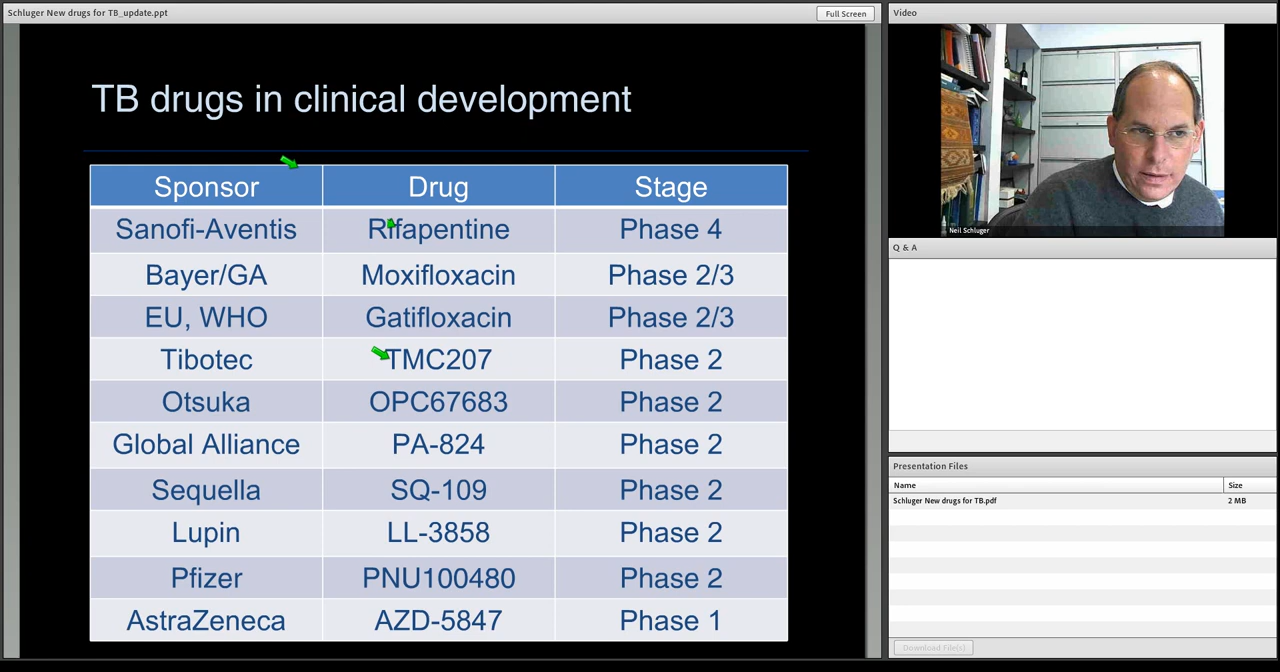 Schluger New drugs for TB_update.ppt
Full Screen
TB drugs in clinical development
Sponsor Drug Stage
Sanofi-Aventis Rifapentine Phase 4
Bayer/GA Moxifloxacin Phase 2/3
EU, WHO Gatifloxacin Phase 2/3
Tibotec TMC207 Phase 2
Otsuka OPC67683 Phase 2
Global Alliance PA-824 Phase 2
Sequella SQ-109 Phase 2
Lupin LL-3858 Phase 2
Pfizer PNU100480 Phase 2
AstraZeneca AZD-5847 Phase 1
Video
Neil Schluger
Q & A
Presentation Files
Name Size
Schluger New drugs for TB.pdf 2 MB
Download File(s)